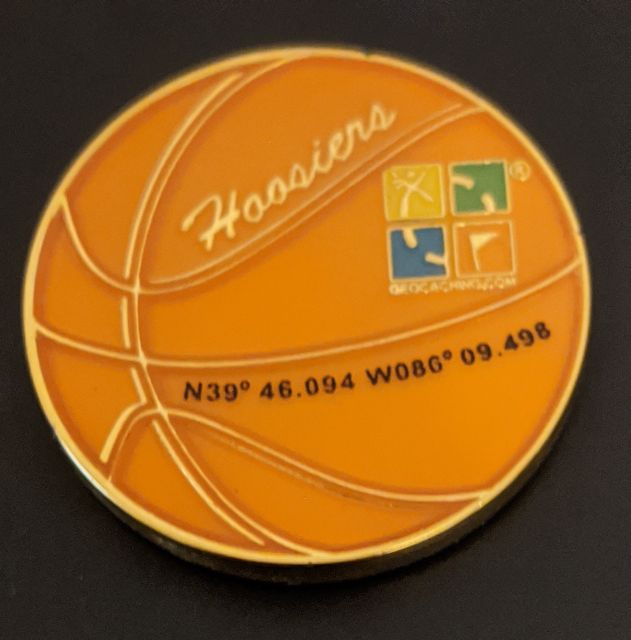 Hoosiers
®
GEOCACHING.COM
N39° 46.094 W086° 09.498